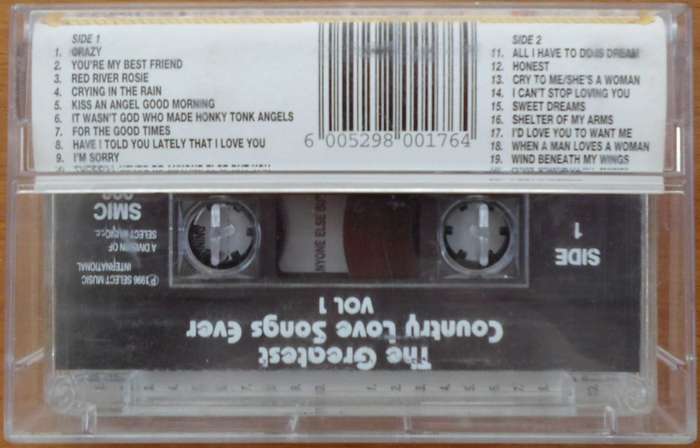 SIDE 1
1. CRAZY
2. YOU'RE MY BEST FRIEND
3. RED RIVER ROSIE
4. CRYING IN THE RAIN
5. KISS AN ANGEL GOOD MORNING
6. IT WASN'T GOD WHO MADE HONKY TONK ANGELS
7. FOR THE GOOD TIMES
8. HAVE I TOLD YOU LATELY THAT I LOVE YOU
9. I'M SORRY
6 005298 001764
SIDE 2
11. ALL I HAVE TO DO IS DREAM
12. HONEST
13. CRY TO ME/SHE'S A WOMAN
14. I CAN'T STOP LOVING YOU
15. SWEET DREAMS
16. SHELTER OF MY ARMS
17. I'D LOVE YOU TO WANT ME
18. WHEN A MAN LOVES A WOMAN
19. WIND BENEATH MY WINGS
The Greatest
Country Love Songs Ever
VOL 1
SIDE
1
NYONE ELSE BU
℗ 1996 SELECT MUSIC
INTERNATIONAL
A DIVISION OF
SELECT MUSIC
SMIC